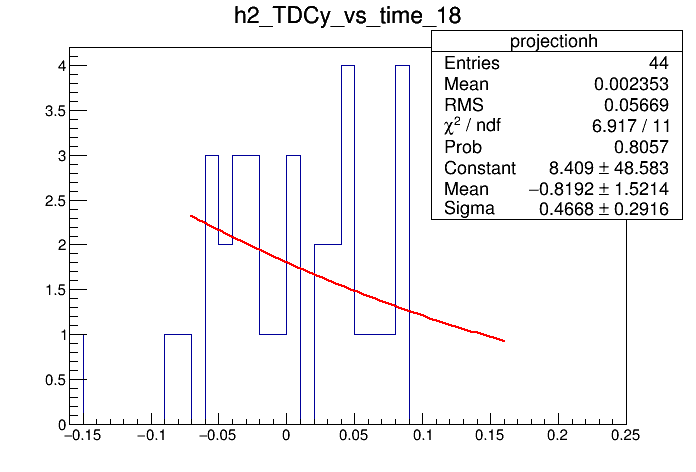 h2_TDCy_vs_time_18
projectionh
Entries 44
Mean 0.002353
RMS 0.05669
χ² / ndf 6.917 / 11
Prob 0.8057
Constant 8.409 ± 48.583
Mean −0.8192 ± 1.5214
Sigma 0.4668 ± 0.2916
4
3.5
3
2.5
2
1.5
1
0.5
0
−0.15 −0.1 −0.05 0 0.05 0.1 0.15 0.2 0.25